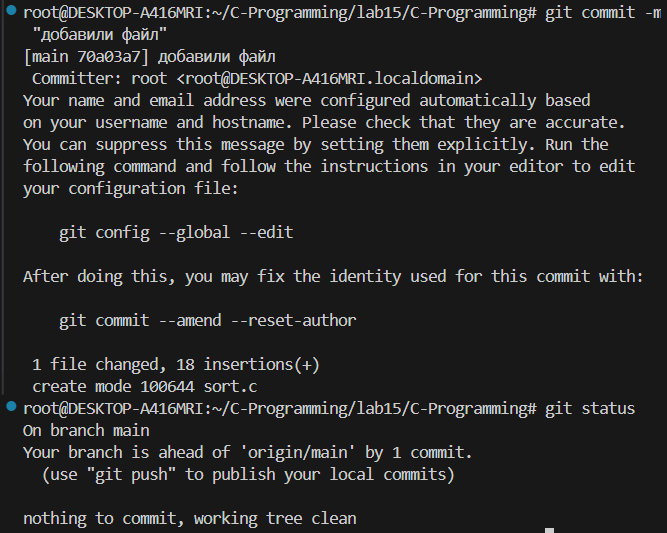 root@DESKTOP-A416MRI:~/C-Programming/lab15/C-Programming# git commit -m
"добавили файл"
[main 70a03a7] добавили файл
Committer: root <root@DESKTOP-A416MRI.localdomain>
Your name and email address were configured automatically based
on your username and hostname. Please check that they are accurate.
You can suppress this message by setting them explicitly. Run the
following command and follow the instructions in your editor to edit
your configuration file:
git config --global --edit
After doing this, you may fix the identity used for this commit with:
git commit --amend --reset-author
1 file changed, 18 insertions(+)
create mode 100644 sort.c
root@DESKTOP-A416MRI:~/C-Programming/lab15/C-Programming# git status
On branch main
Your branch is ahead of 'origin/main' by 1 commit.
(use "git push" to publish your local commits)
nothing to commit, working tree clean